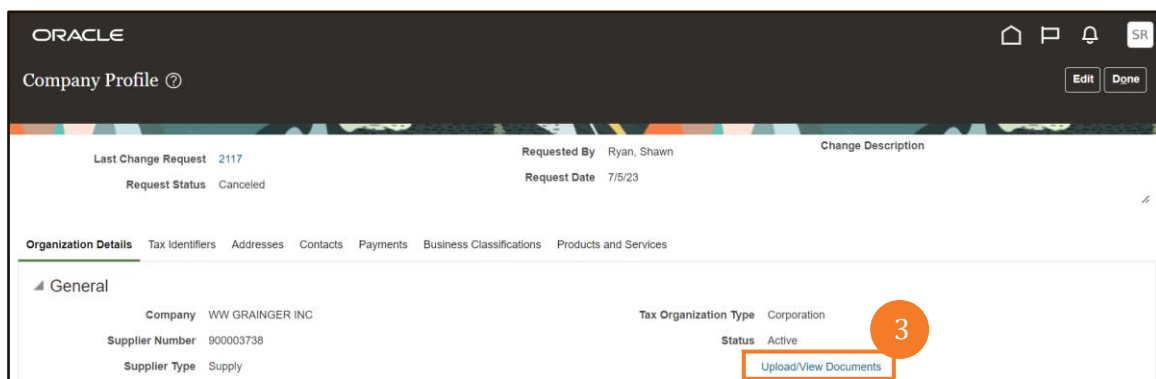 ORACLE
SR
Company Profile ?
Edit Done
Last Change Request 2117 Requested By Ryan, Shawn Change Description
Request Status Canceled Request Date 7/5/23
Organization Details Tax Identifiers Addresses Contacts Payments Business Classifications Products and Services
General
Company WW GRAINGER INC Tax Organization Type Corporation
Supplier Number 900003738 Status Active
3
Supplier Type Supply Upload/View Documents